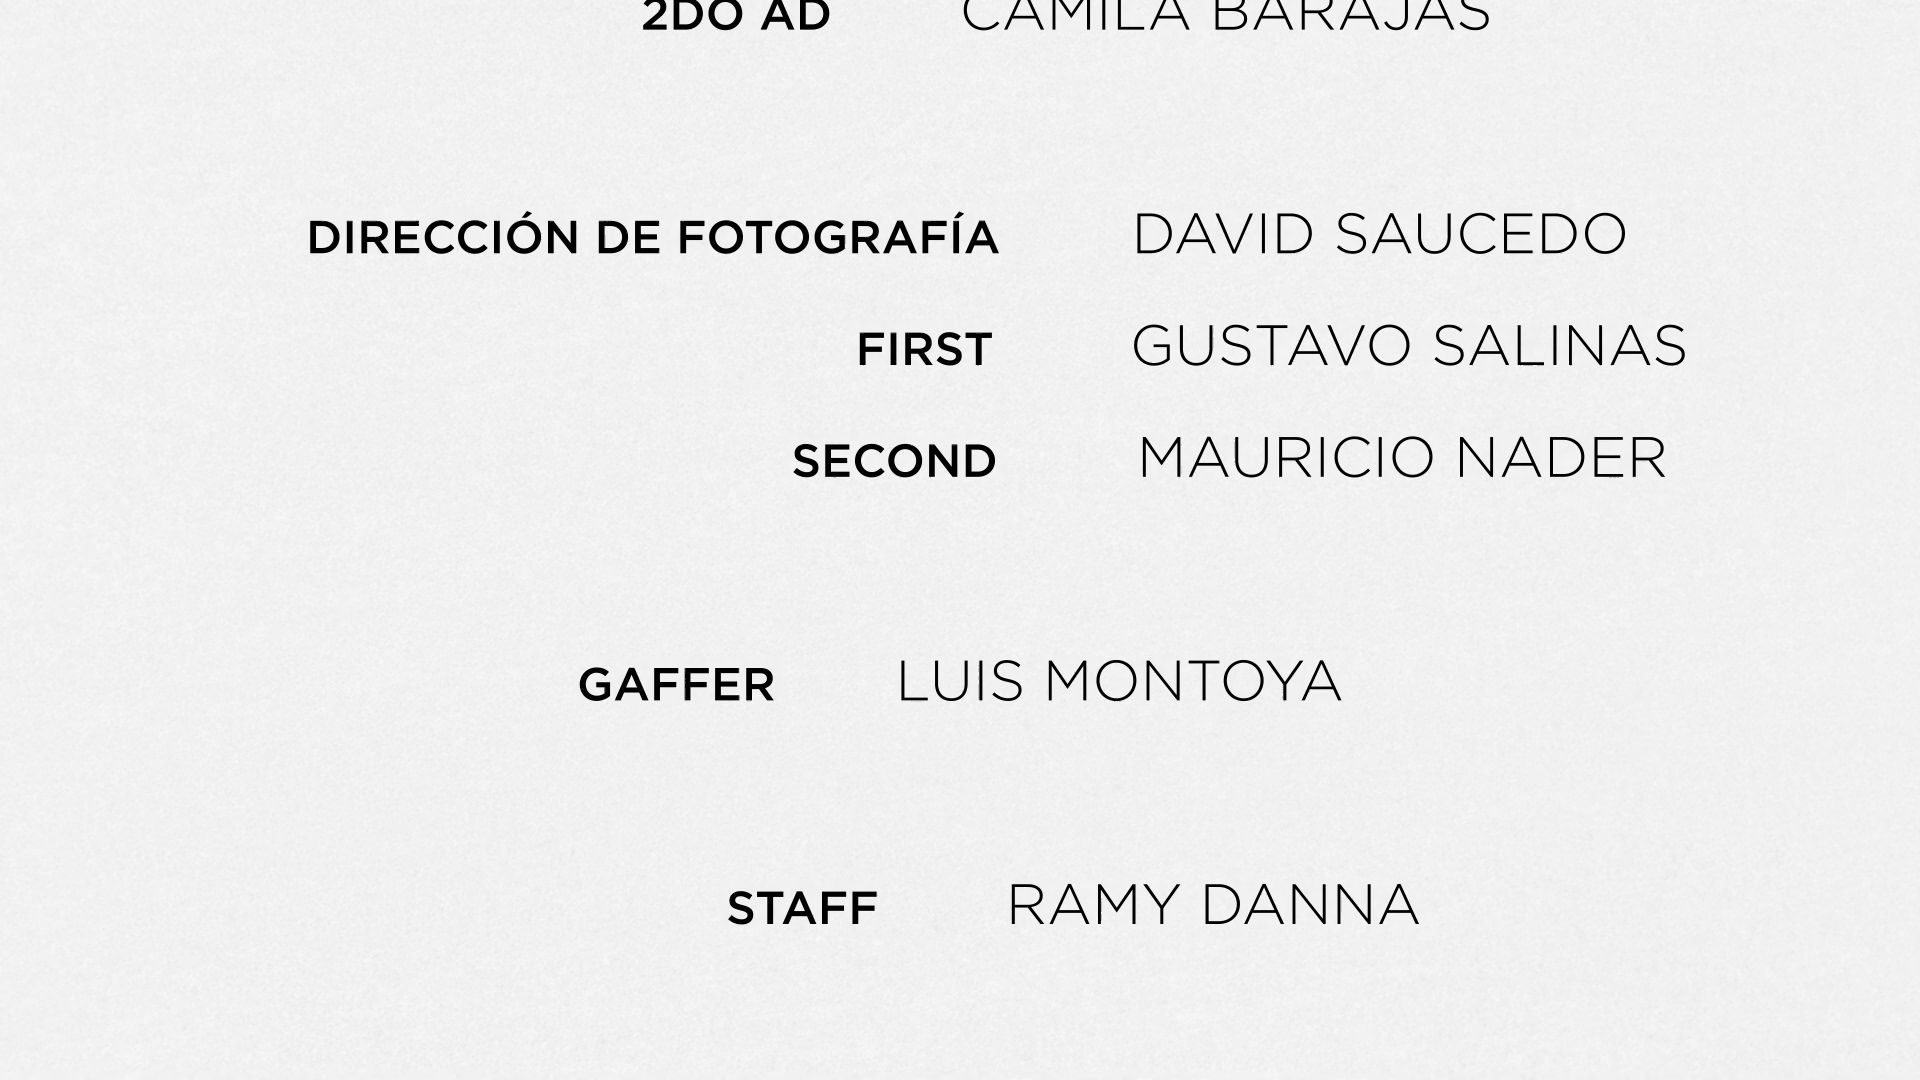 2DO AD CAMILA BARAJAS
DIRECCIÓN DE FOTOGRAFÍA DAVID SAUCEDO
FIRST GUSTAVO SALINAS
SECOND MAURICIO NADER
GAFFER LUIS MONTOYA
STAFF RAMY DANNA